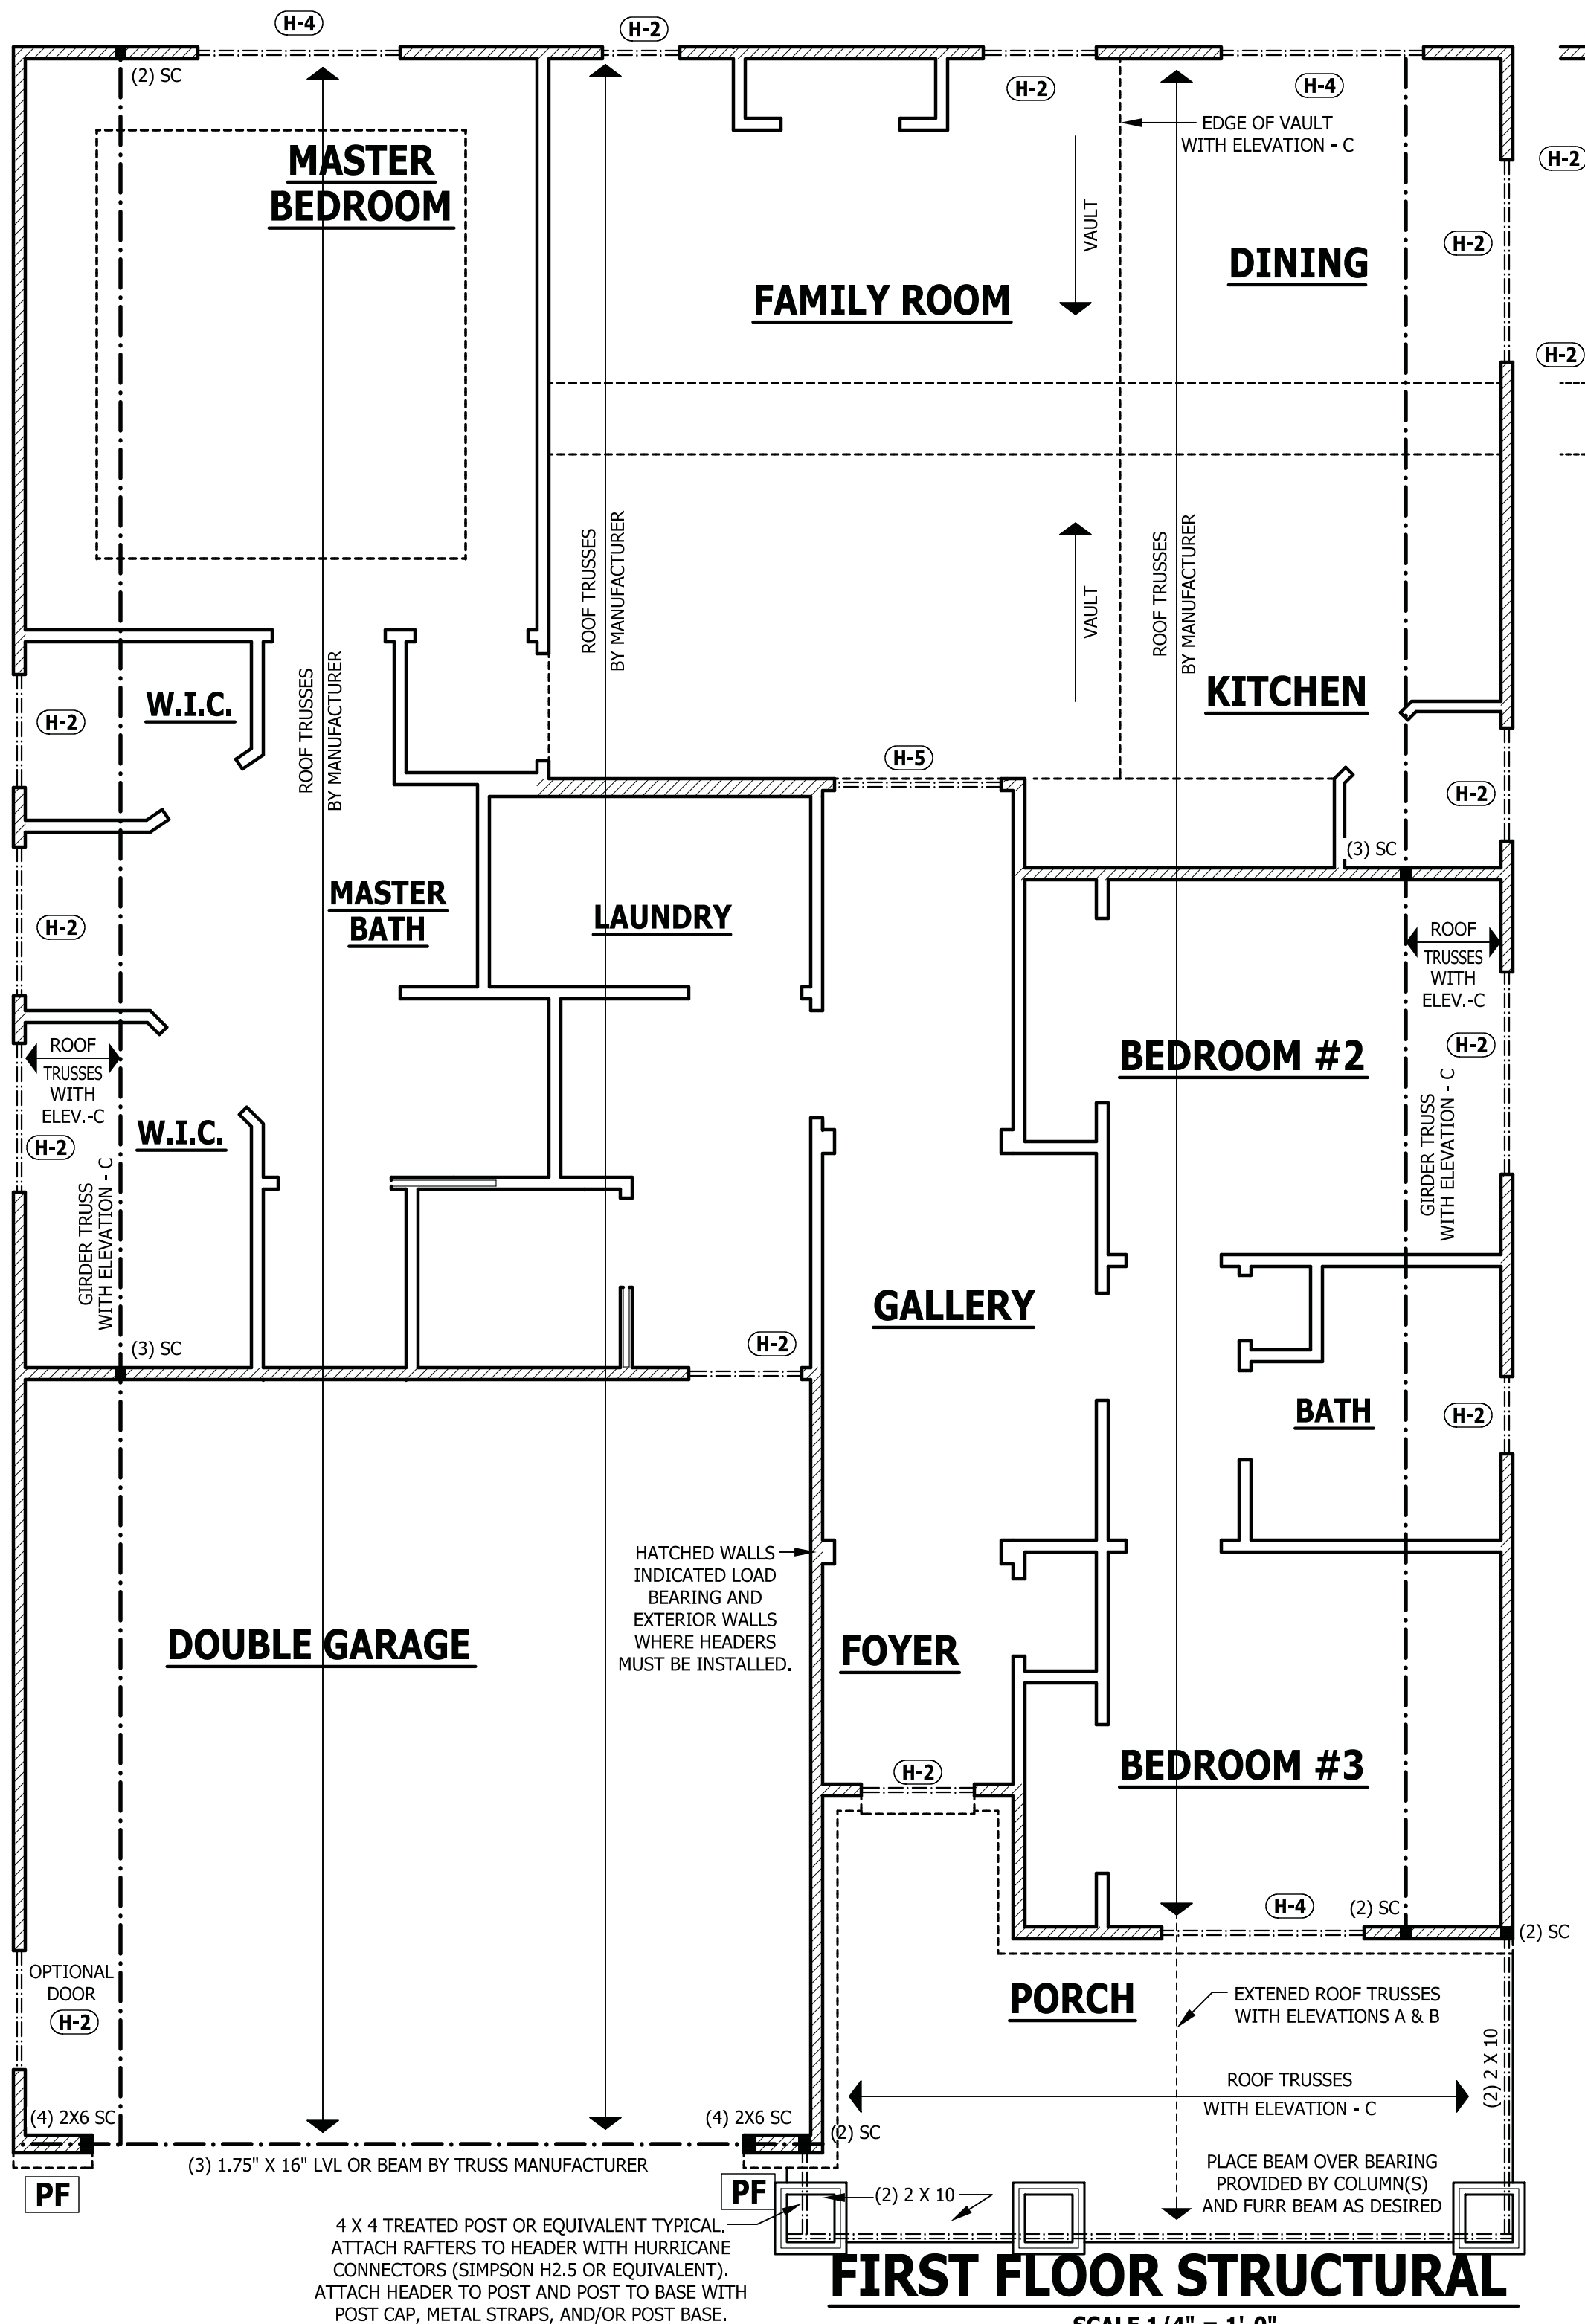 H-4
H-2
(2) SC
H-2
H-4
EDGE OF VAULT
WITH ELEVATION - C
MASTER
BEDROOM
H-2
VAULT
H-2
DINING
FAMILY ROOM
H-2
ROOF TRUSSES
BY MANUFACTURER
ROOF TRUSSES
BY MANUFACTURER
VAULT
ROOF TRUSSES
BY MANUFACTURER
W.I.C.
H-2
KITCHEN
H-5
H-2
(3) SC
MASTER
BATH
LAUNDRY
H-2
ROOF
TRUSSES
WITH
ELEV.-C
ROOF
TRUSSES
WITH
ELEV.-C
H-2
BEDROOM #2
H-2
W.I.C.
GIRDER TRUSS
WITH ELEVATION - C
GIRDER TRUSS
WITH ELEVATION - C
GALLERY
(3) SC
H-2
BATH
H-2
HATCHED WALLS
INDICATED LOAD
BEARING AND
EXTERIOR WALLS
WHERE HEADERS
MUST BE INSTALLED.
DOUBLE GARAGE
FOYER
H-2
BEDROOM #3
H-4
(2) SC
(2) SC
OPTIONAL
DOOR
H-2
PORCH
EXTENED ROOF TRUSSES
WITH ELEVATIONS A & B
(2) 2 X 10
ROOF TRUSSES
WITH ELEVATION - C
(4) 2X6 SC
(4) 2X6 SC
(2) SC
(3) 1.75" X 16" LVL OR BEAM BY TRUSS MANUFACTURER
PLACE BEAM OVER BEARING
PROVIDED BY COLUMN(S)
AND FURR BEAM AS DESIRED
PF
PF
(2) 2 X 10
4 X 4 TREATED POST OR EQUIVALENT TYPICAL.
ATTACH RAFTERS TO HEADER WITH HURRICANE
CONNECTORS (SIMPSON H2.5 OR EQUIVALENT).
ATTACH HEADER TO POST AND POST TO BASE WITH
POST CAP, METAL STRAPS, AND/OR POST BASE.
FIRST FLOOR STRUCTURAL
SCALE 1/4" = 1'-0"